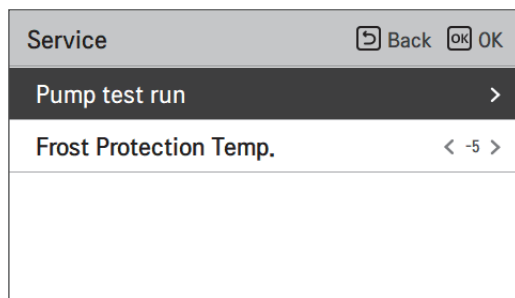 Service Back OK OK
Pump test run >
Frost Protection Temp. < -5 >